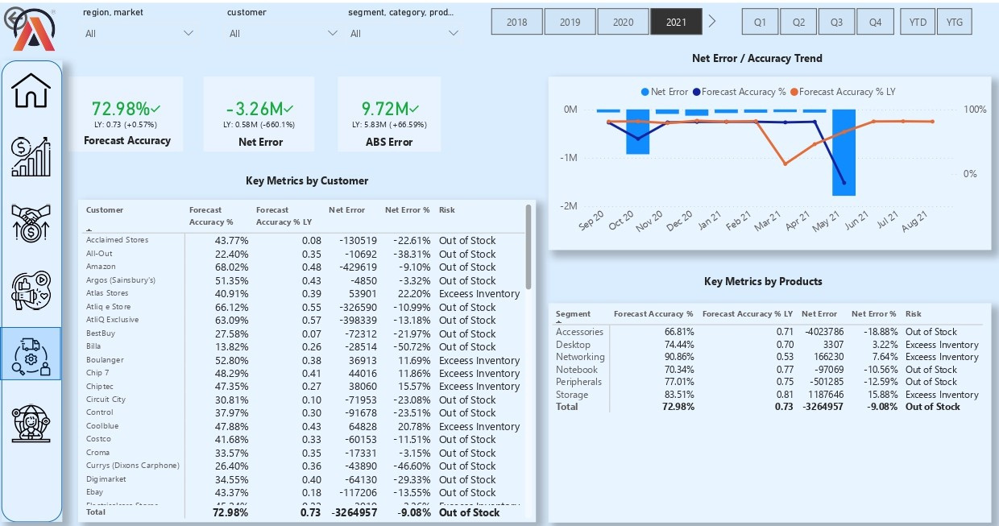 region, market
customer
segment, category, prod...
All
All
All
2018
2019
2020
2021
Q1
Q2
Q3
Q4
YTD
YTG
72.98%
LY: 0.73 (+0.57%)
Forecast Accuracy
-3.26M
LY: 0.58M (-660.1%)
Net Error
9.72M
LY: 5.83M (+66.59%)
ABS Error
Net Error / Accuracy Trend
Net Error Forecast Accuracy % Forecast Accuracy % LY
0M
-1M
-2M
100%
0%
Sep 20 Oct 20 Nov 20 Dec 20 Jan 21 Feb 21 Mar 21 Apr 21 May 21 Jun 21 Jul 21 Aug 21
Key Metrics by Customer
Customer Forecast Accuracy % Forecast Accuracy % LY Net Error Net Error % Risk
Acclaimed Stores 43.77% 0.08 -130519 -22.61% Out of Stock
All-Out 22.40% 0.35 -10692 -38.31% Out of Stock
Amazon 68.02% 0.48 -429619 -9.10% Out of Stock
Argos (Sainsbury's) 51.35% 0.43 -4850 -3.32% Out of Stock
Atlas Stores 40.91% 0.39 53901 22.20% Exceess Inventory
Atliq e Store 66.12% 0.55 -326590 -10.99% Out of Stock
AtliQ Exclusive 63.09% 0.57 -398339 -13.18% Out of Stock
BestBuy 27.58% 0.07 -72312 -21.97% Out of Stock
Billa 13.82% 0.26 -28514 -50.72% Out of Stock
Boulanger 52.80% 0.38 36913 11.69% Exceess Inventory
Chip 7 48.29% 0.41 44016 11.86% Exceess Inventory
Chiptec 47.35% 0.27 38060 15.57% Exceess Inventory
Circuit City 30.81% 0.10 -71953 -23.08% Out of Stock
Control 37.97% 0.30 -91678 -23.51% Out of Stock
Coolblue 47.88% 0.43 64828 20.78% Exceess Inventory
Costco 41.68% 0.33 -60153 -11.51% Out of Stock
Croma 33.57% 0.35 -17331 -3.15% Out of Stock
Currys (Dixons Carphone) 26.40% 0.36 -43890 -46.60% Out of Stock
Digimarket 34.55% 0.40 -64130 -29.33% Out of Stock
Ebay 43.37% 0.18 -117206 -13.55% Out of Stock
Total 72.98% 0.73 -3264957 -9.08% Out of Stock
Key Metrics by Products
Segment Forecast Accuracy % Forecast Accuracy % LY Net Error Net Error % Risk
Accessories 66.81% 0.71 -4023786 -18.88% Out of Stock
Desktop 74.44% 0.70 3307 3.22% Exceess Inventory
Networking 90.86% 0.53 166230 7.64% Exceess Inventory
Notebook 70.34% 0.77 -97069 -10.56% Out of Stock
Peripherals 77.01% 0.75 -501285 -12.59% Out of Stock
Storage 83.51% 0.81 1187646 15.88% Exceess Inventory
Total 72.98% 0.73 -3264957 -9.08% Out of Stock